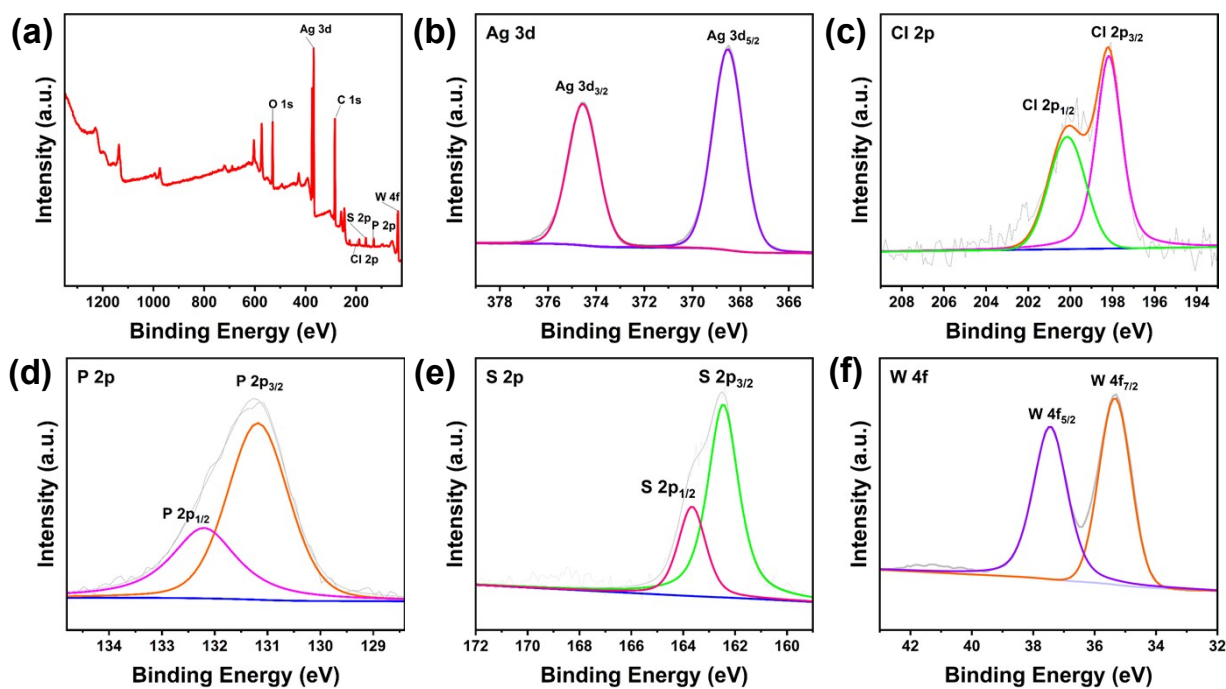 (a)
Ag 3d
O 1s
C 1s
W 4f
S 2p
P 2p
Cl 2p
Intensity (a.u.)
1200 1000 800 600 400 200
Binding Energy (eV)
(b)
Ag 3d
Ag 3d5/2
Ag 3d3/2
Intensity (a.u.)
378 376 374 372 370 368 366
Binding Energy (eV)
(c)
Cl 2p
Cl 2p3/2
Cl 2p1/2
Intensity (a.u.)
208 206 204 202 200 198 196 194
Binding Energy (eV)
(d)
P 2p
P 2p3/2
P 2p1/2
Intensity (a.u.)
134 133 132 131 130 129
Binding Energy (eV)
(e)
S 2p
S 2p3/2
S 2p1/2
Intensity (a.u.)
172 170 168 166 164 162 160
Binding Energy (eV)
(f)
W 4f
W 4f7/2
W 4f5/2
Intensity (a.u.)
42 40 38 36 34 32
Binding Energy (eV)